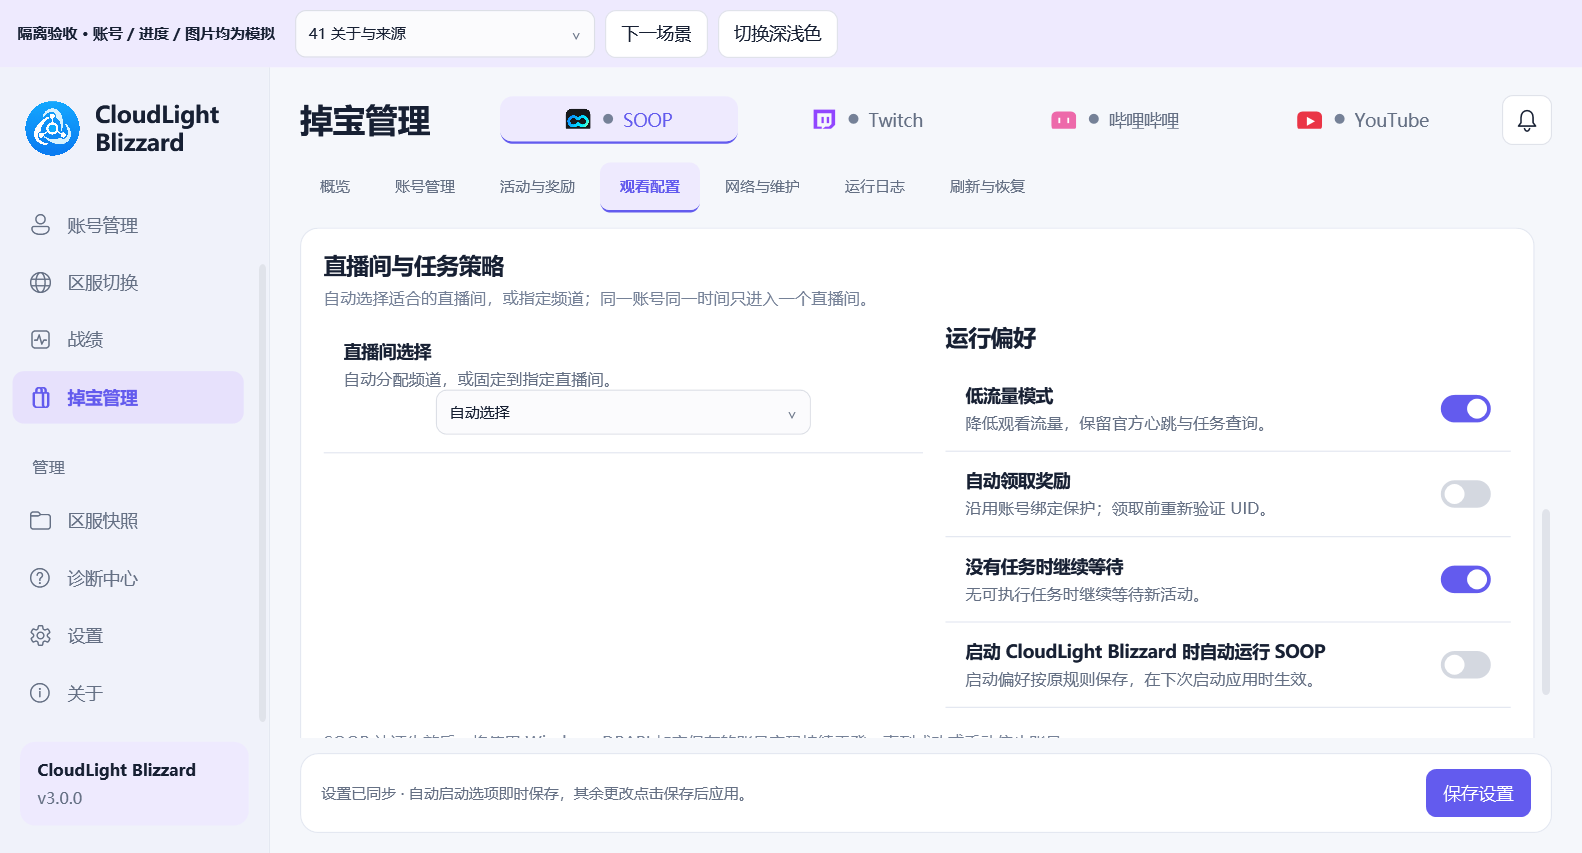 隔离验收 • 账号 / 进度 / 图片均为模拟
41 关于与来源
下一场景
切换深浅色
CloudLight
Blizzard
账号管理
区服切换
战绩
掉宝管理
管理
区服快照
诊断中心
设置
关于
CloudLight Blizzard
v3.0.0
掉宝管理
SOOP
Twitch
哔哩哔哩
YouTube
概览
账号管理
活动与奖励
观看配置
网络与维护
运行日志
刷新与恢复
直播间与任务策略
自动选择适合的直播间，或指定频道；同一账号同一时间只进入一个直播间。
直播间选择
自动分配频道，或固定到指定直播间。
自动选择
运行偏好
低流量模式
降低观看流量，保留官方心跳与任务查询。
自动领取奖励
沿用账号绑定保护；领取前重新验证 UID。
没有任务时继续等待
无可执行任务时继续等待新活动。
启动 CloudLight Blizzard 时自动运行 SOOP
启动偏好按原规则保存，在下次启动应用时生效。
设置已同步 · 自动启动选项即时保存，其余更改点击保存后应用。
保存设置